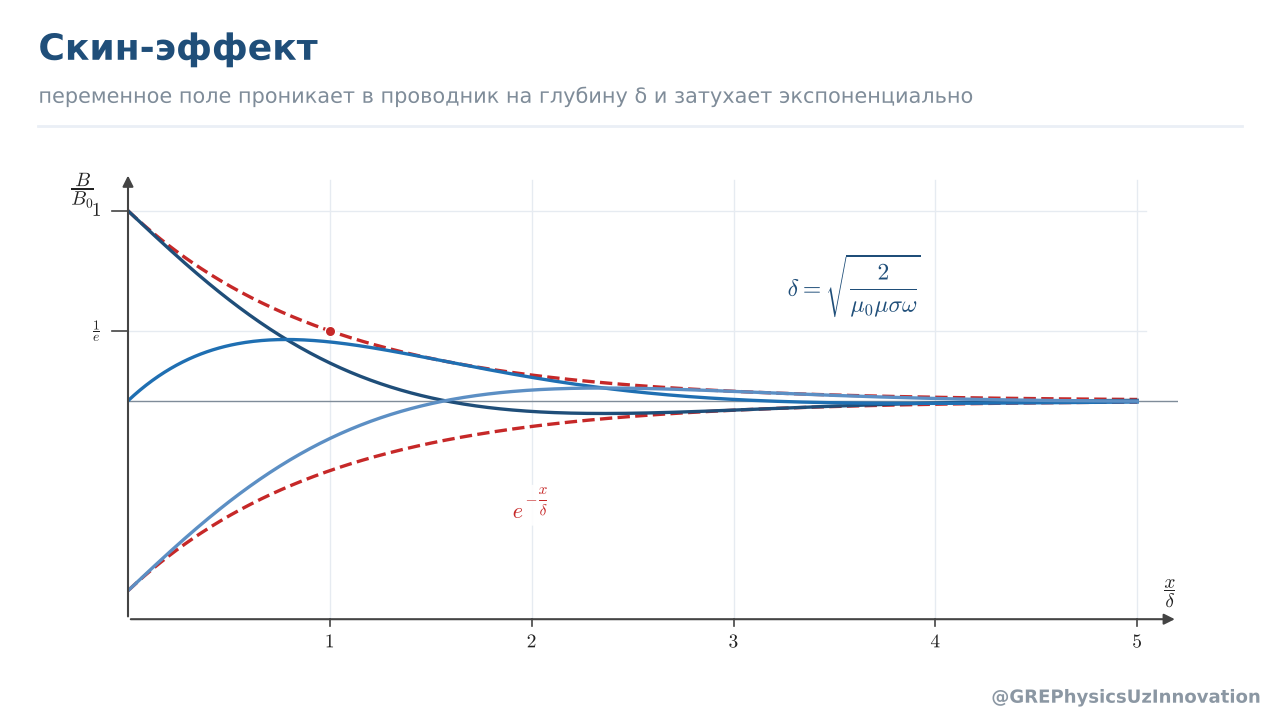 Скин-эффект
переменное поле проникает в проводник на глубину δ и затухает экспоненциально
B/B₀
1
1/e
δ = √(2/(μ₀μσω))
e^(−x/δ)
x/δ
1 2 3 4 5
@GREPhysicsUzInnovation